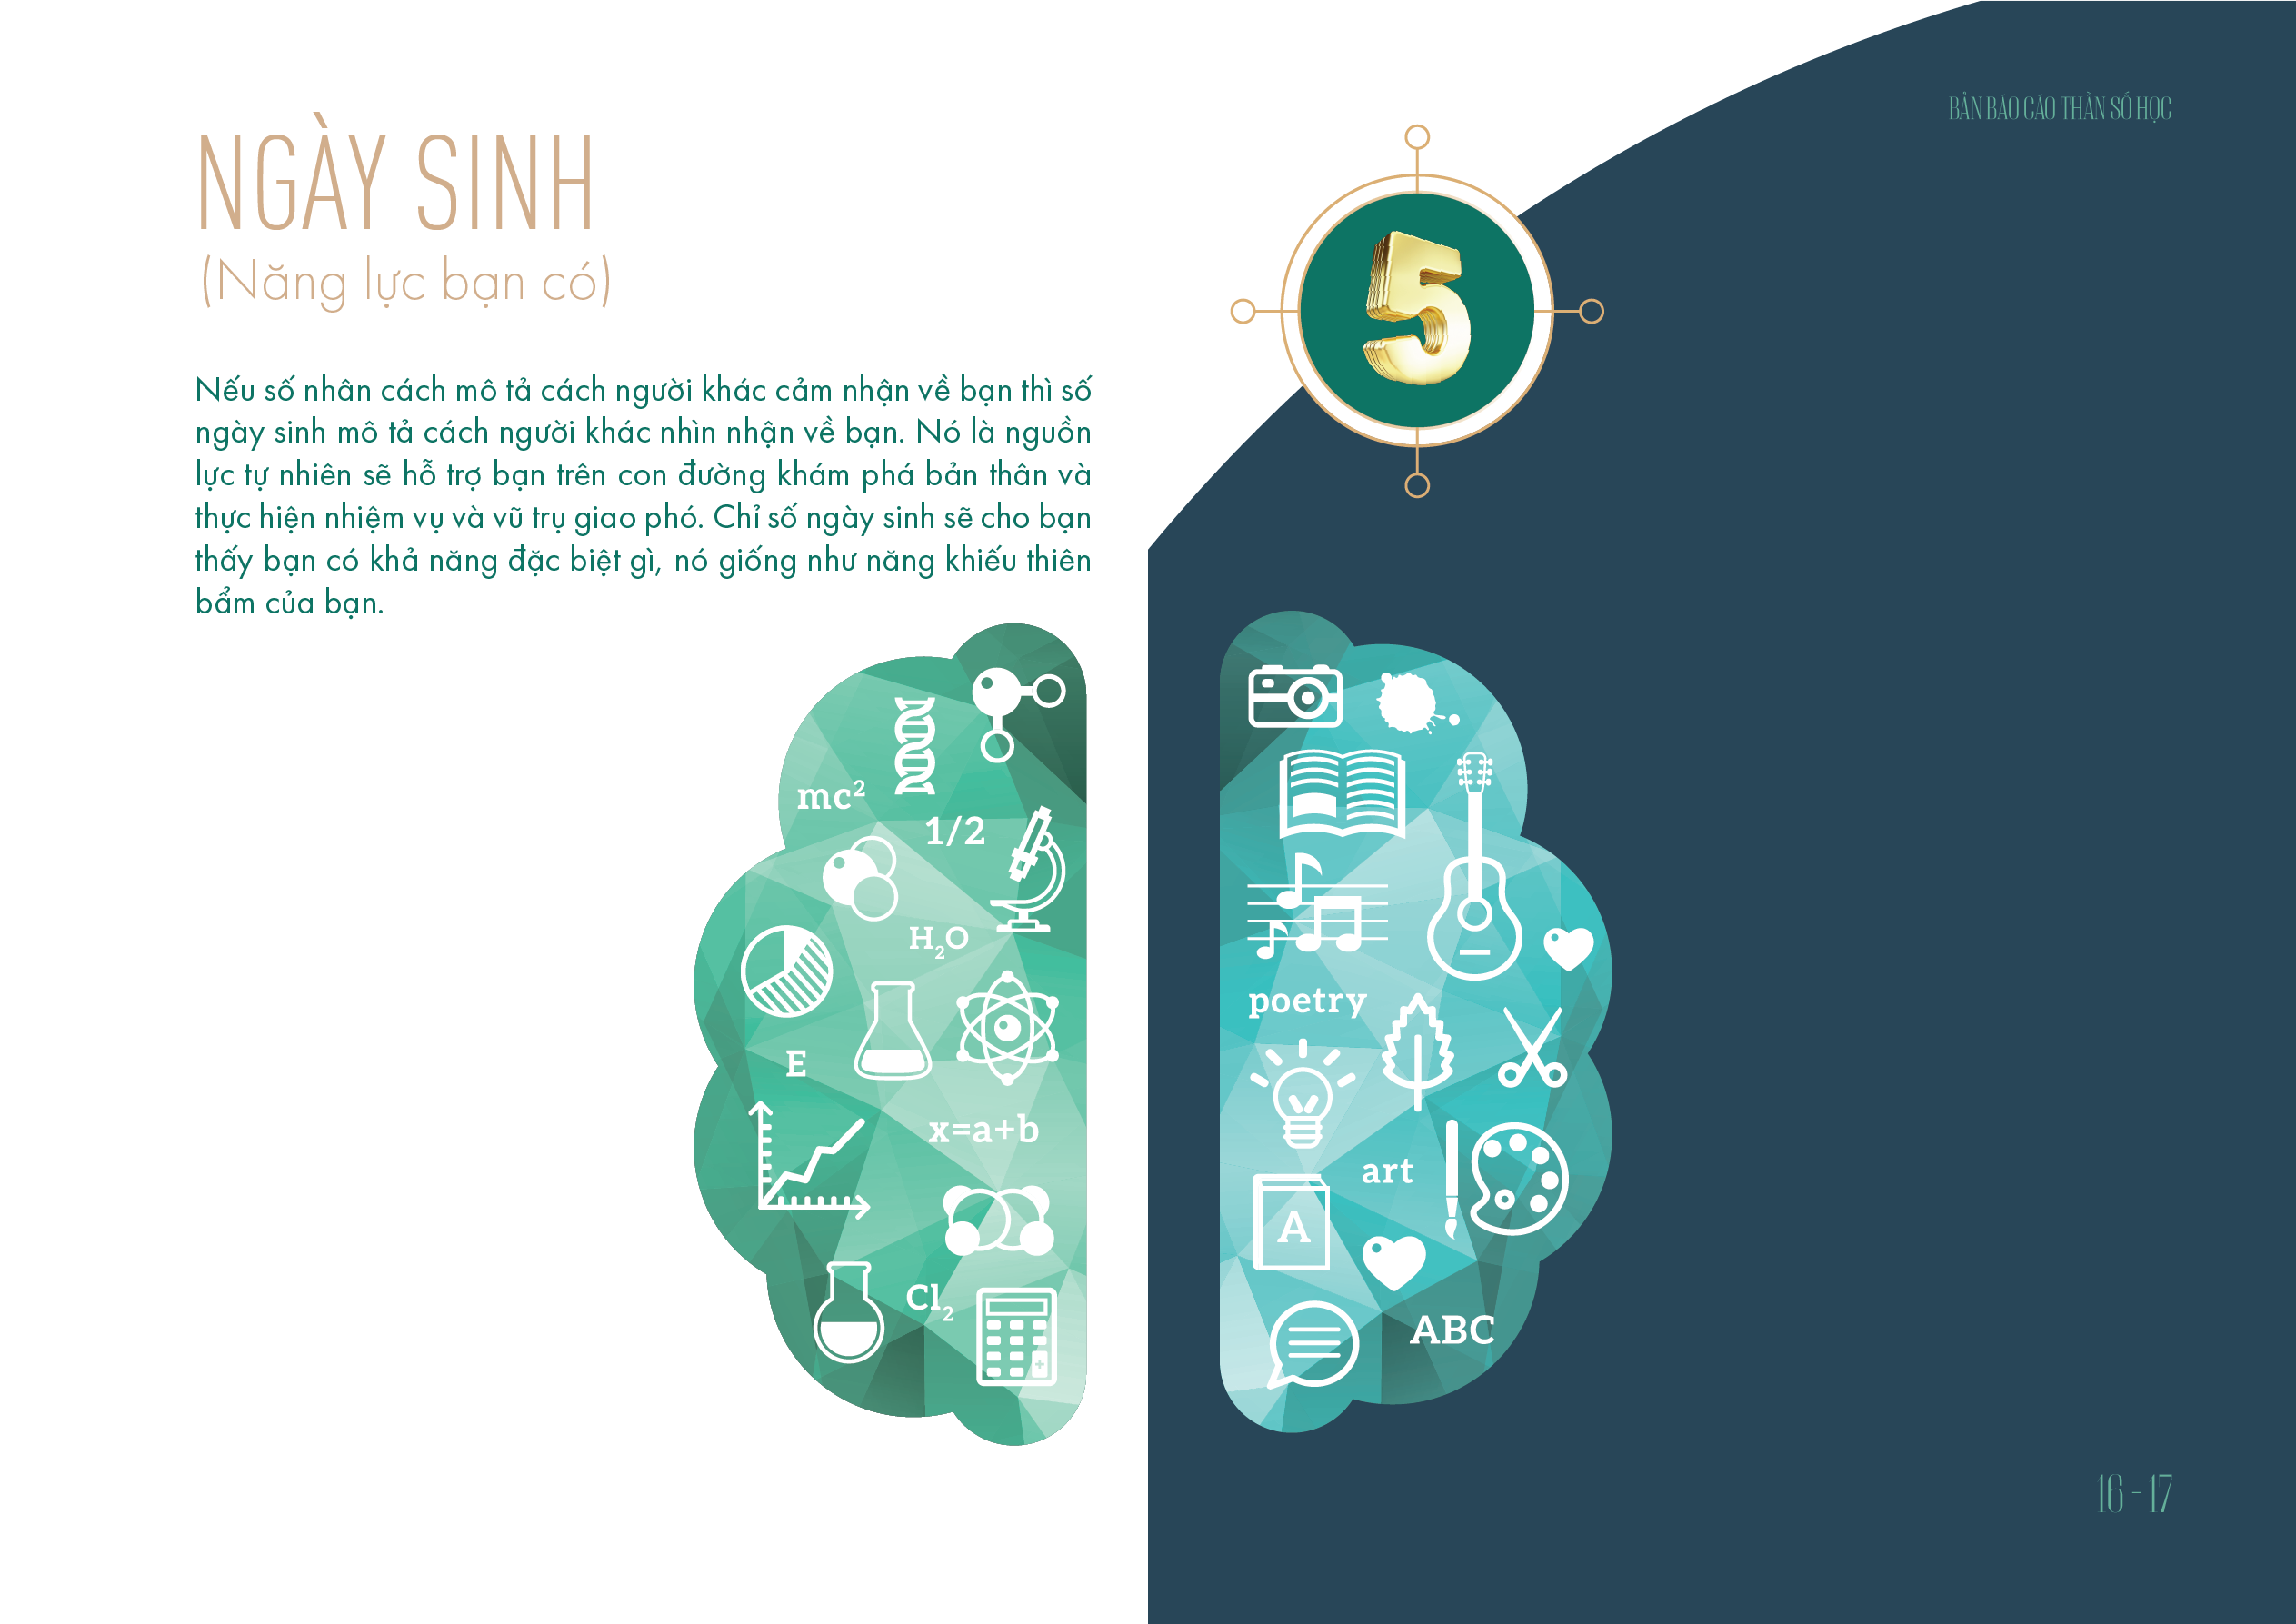 BẢN BÁO CÁO THẦN SỐ HỌC
NGÀY SINH
(Năng lực bạn có)
5
Nếu số nhân cách mô tả cách người khác cảm nhận về bạn thì số
ngày sinh mô tả cách người khác nhìn nhận về bạn. Nó là nguồn
lực tự nhiên sẽ hỗ trợ bạn trên con đường khám phá bản thân và
thực hiện nhiệm vụ và vũ trụ giao phó. Chỉ số ngày sinh sẽ cho bạn
thấy bạn có khả năng đặc biệt gì, nó giống như năng khiếu thiên
bẩm của bạn.
mc²
1/2
H₂O
E
x=a+b
Cl₂
poetry
art
A
ABC
16 - 17